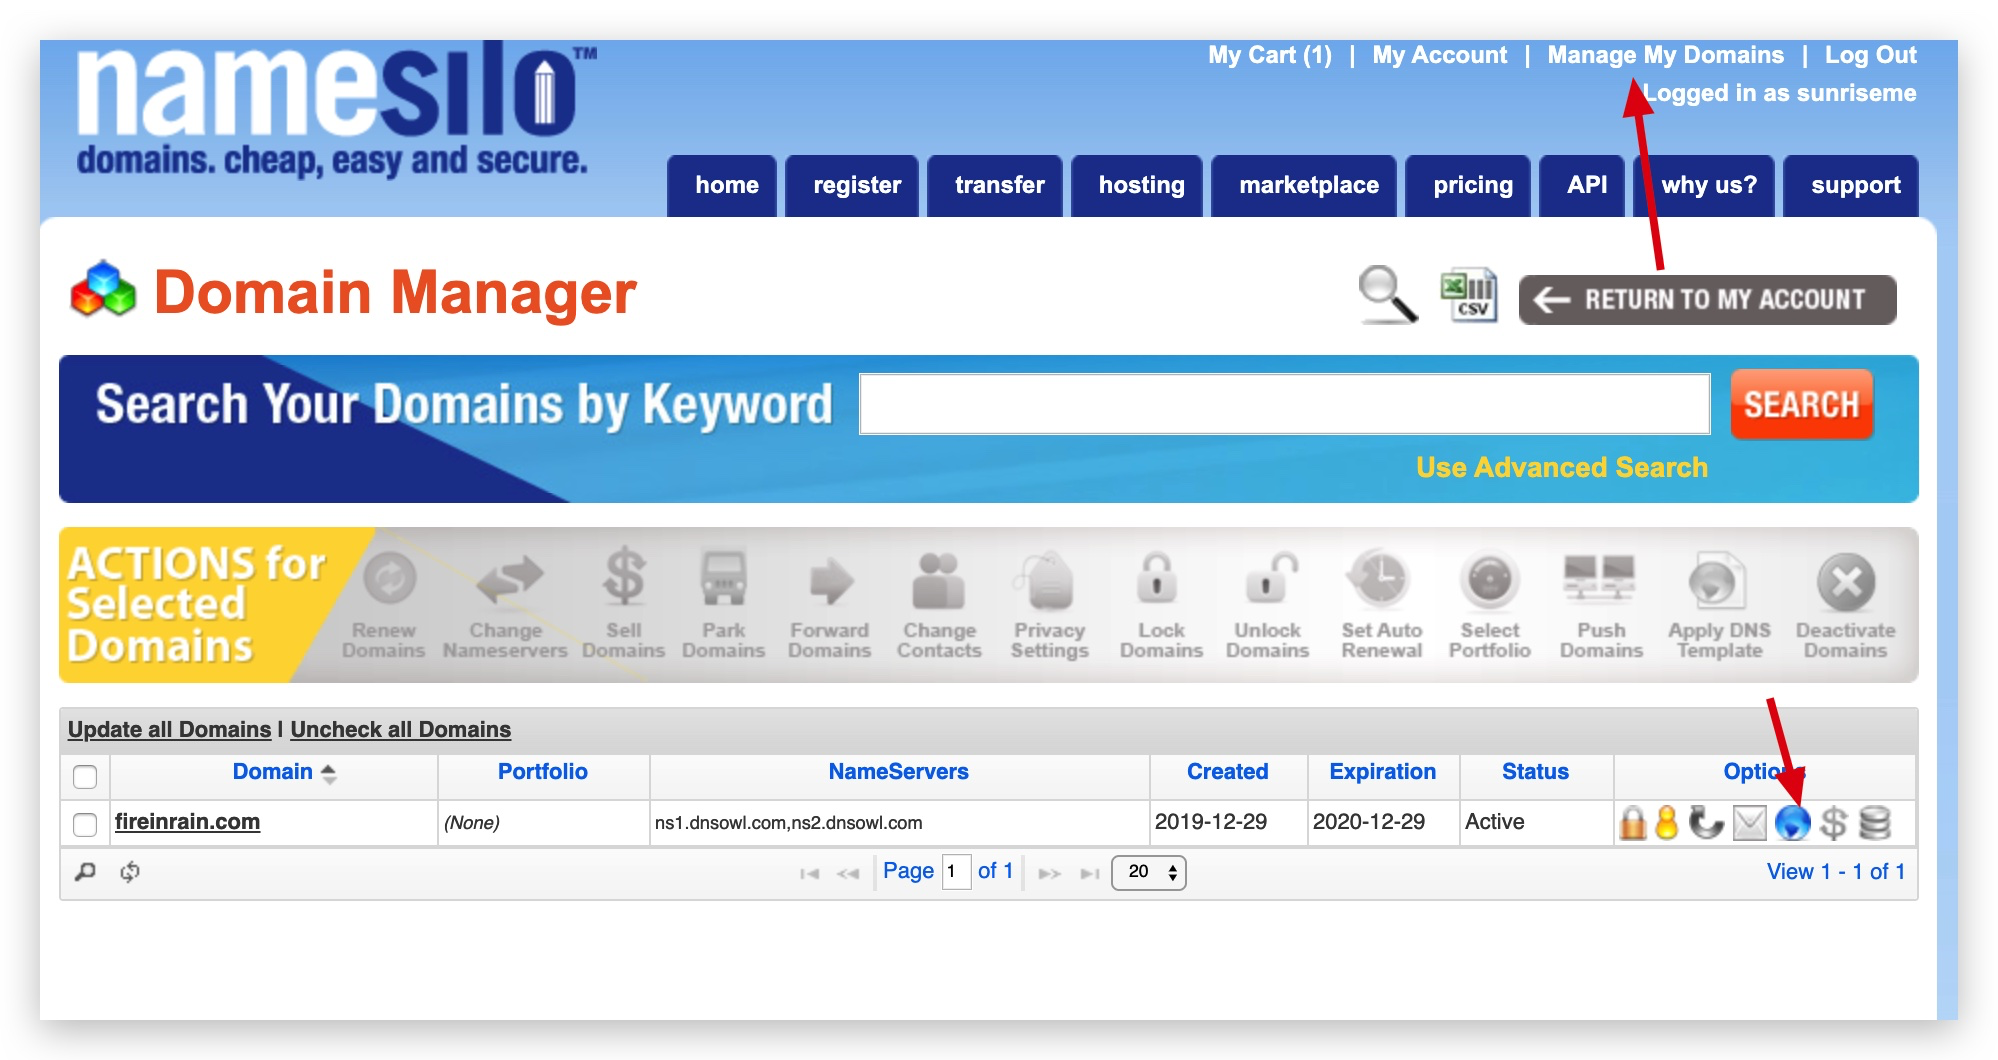 namesilo™
domains. cheap, easy and secure.
My Cart (1) | My Account | Manage My Domains | Log Out
Logged in as sunriseme
home register transfer hosting marketplace pricing API why us? support
Domain Manager
CSV
RETURN TO MY ACCOUNT
Search Your Domains by Keyword
SEARCH
Use Advanced Search
ACTIONS for
Selected
Domains
Renew
Domains
Change
Nameservers
Sell
Domains
Park
Domains
Forward
Domains
Change
Contacts
Privacy
Settings
Lock
Domains
Unlock
Domains
Set Auto
Renewal
Select
Portfolio
Push
Domains
Apply DNS
Template
Deactivate
Domains
Update all Domains | Uncheck all Domains
Domain Portfolio NameServers Created Expiration Status Options
fireinrain.com (None) ns1.dnsowl.com,ns2.dnsowl.com 2019-12-29 2020-12-29 Active
Page 1 of 1 20 View 1 - 1 of 1